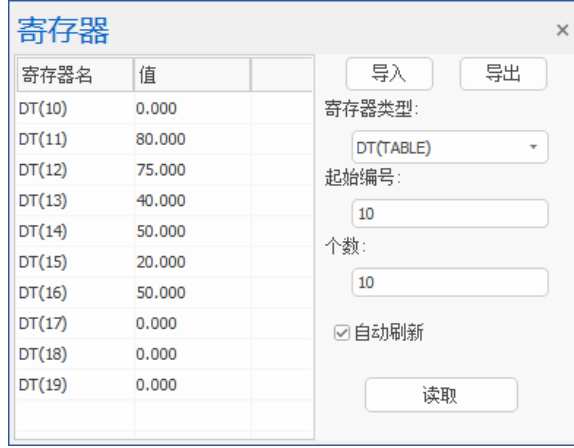 寄存器
寄存器名 值
DT(10) 0.000
DT(11) 80.000
DT(12) 75.000
DT(13) 40.000
DT(14) 50.000
DT(15) 20.000
DT(16) 50.000
DT(17) 0.000
DT(18) 0.000
DT(19) 0.000
导入 导出
寄存器类型:
DT(TABLE)
起始编号:
10
个数:
10
自动刷新
读取